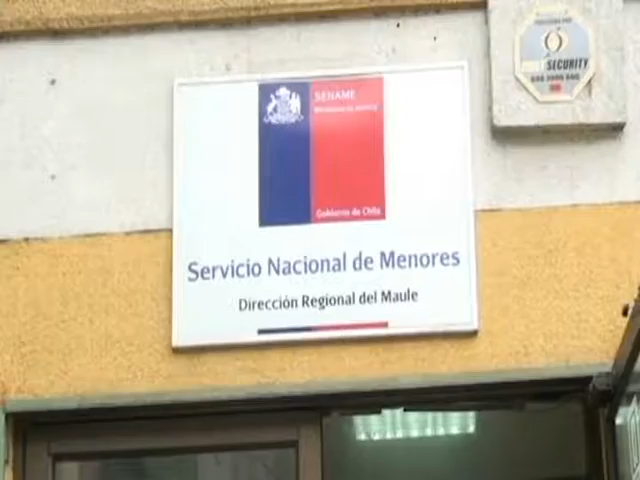 SENAME
Gobierno de Chile
Servicio Nacional de Menores
Dirección Regional del Maule
SECURITY